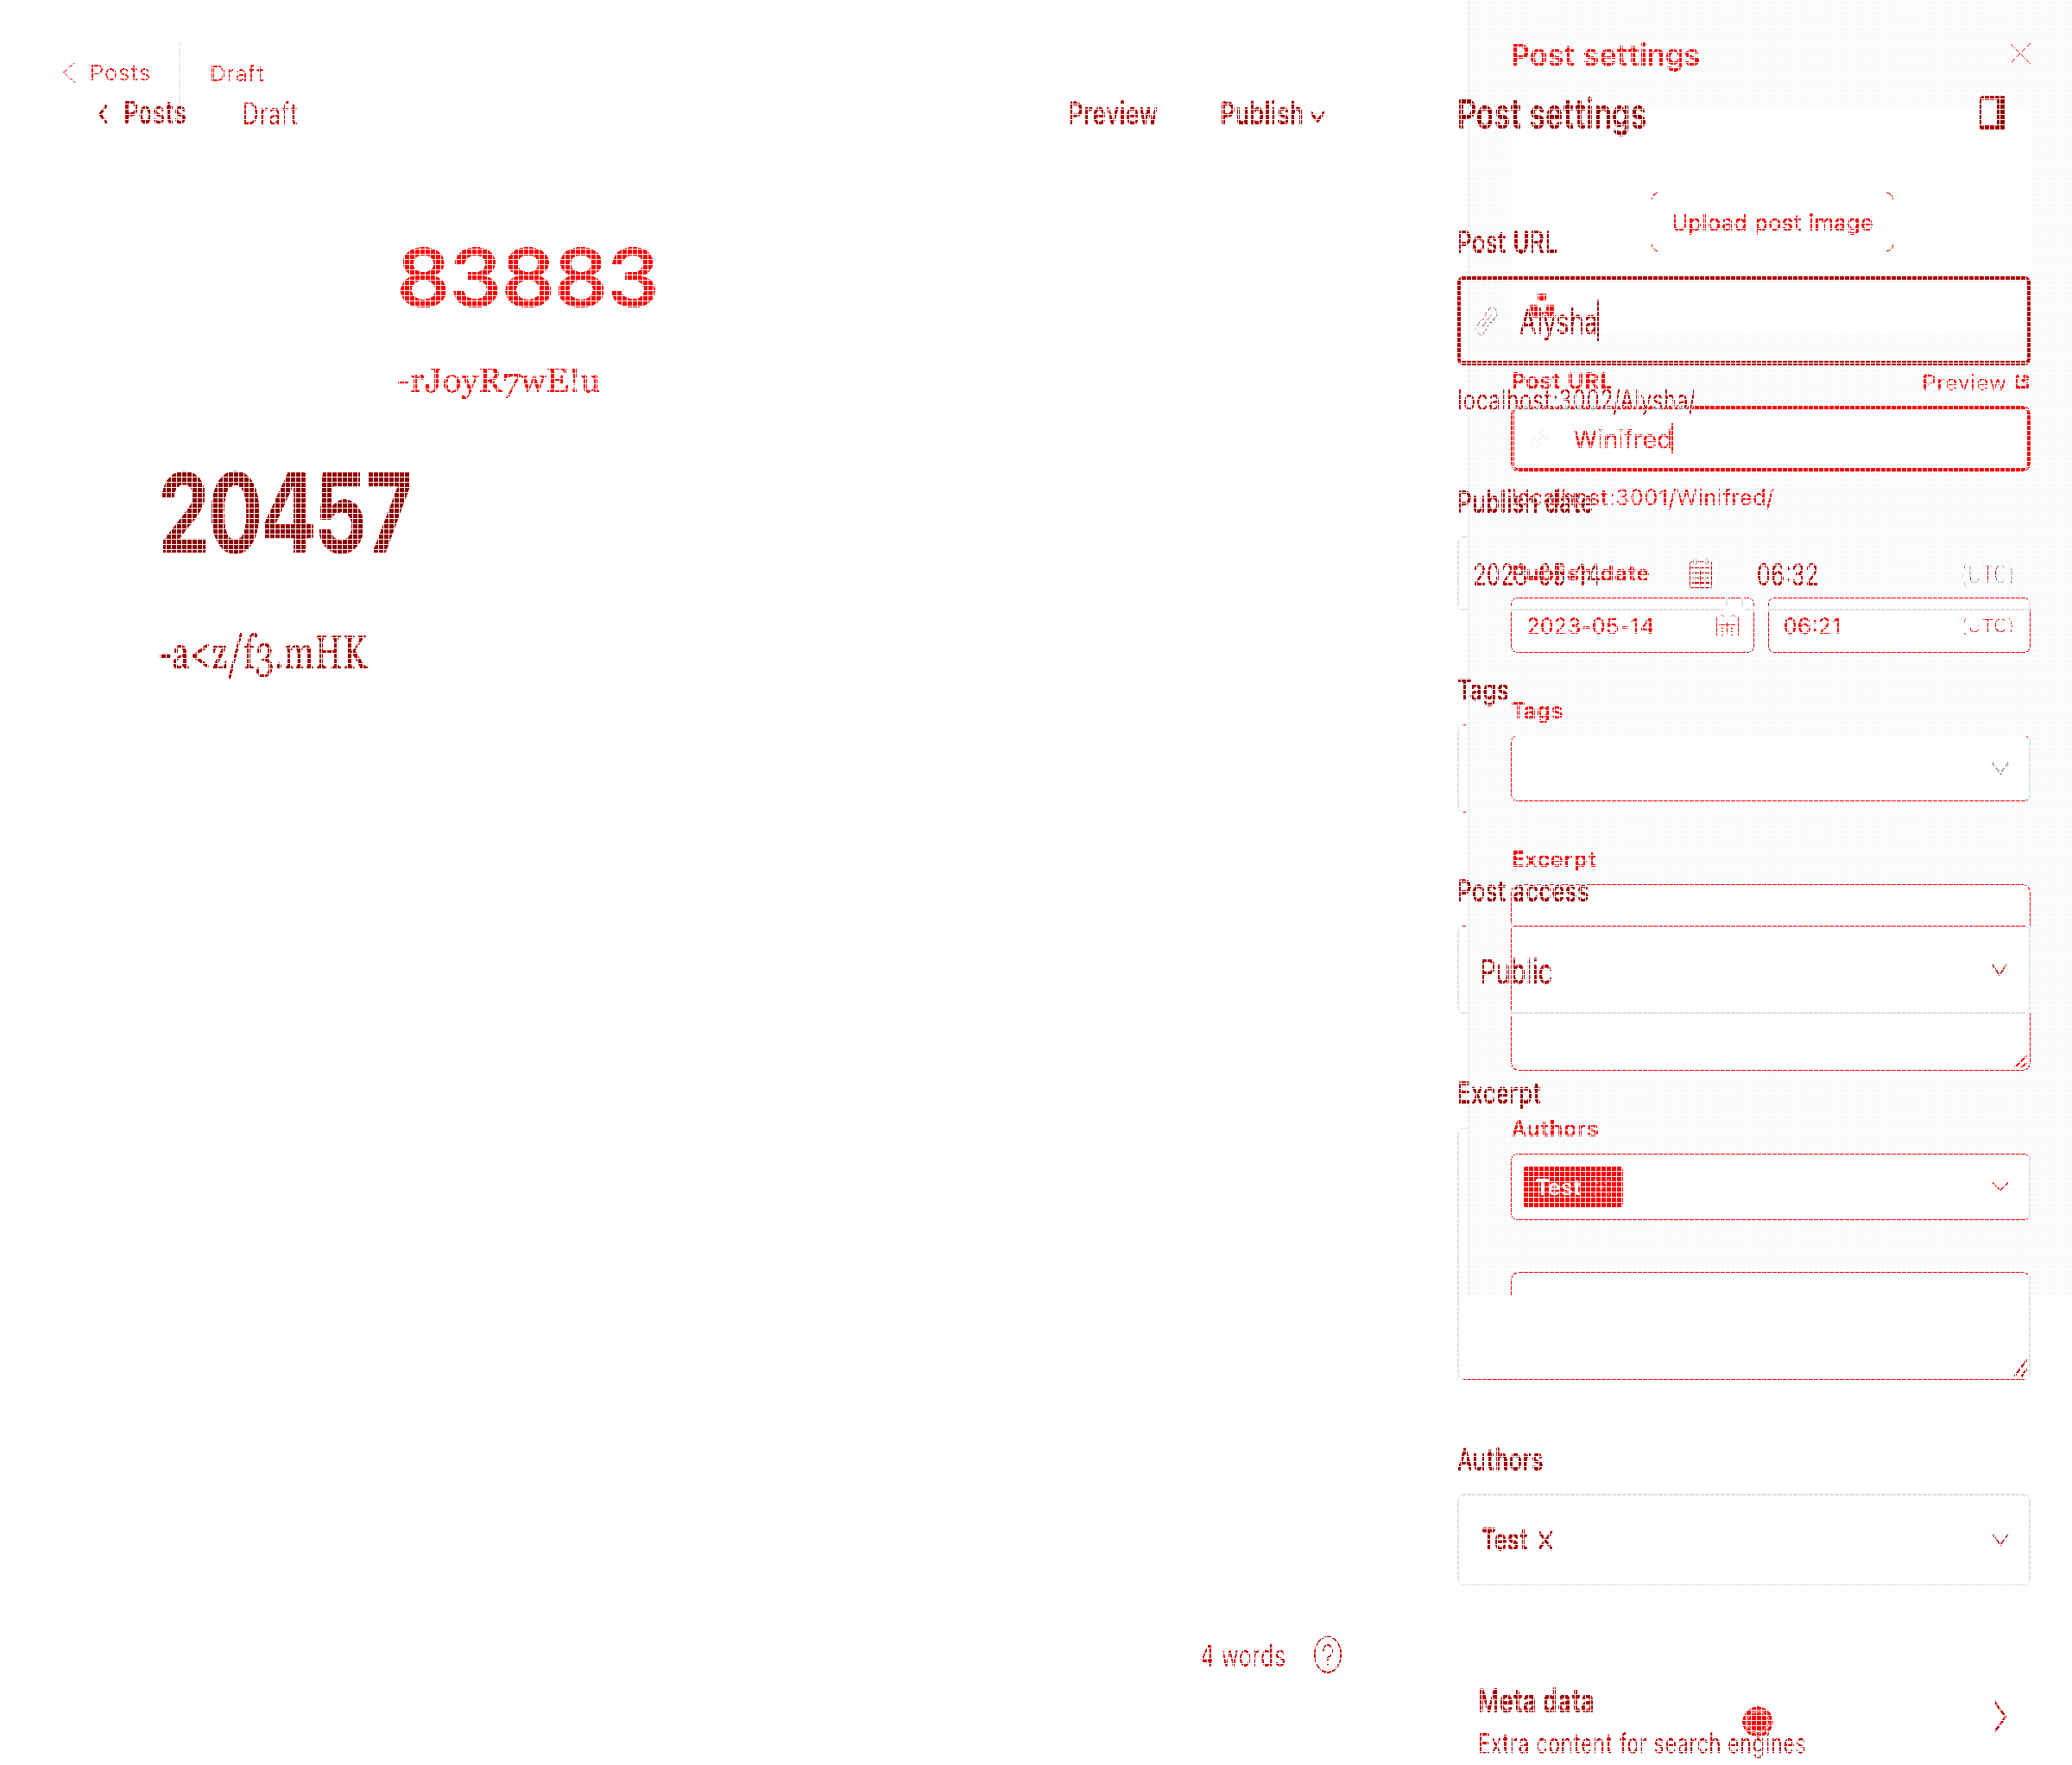 Post settings
Posts Draft
Posts Draft Preview Publish Post settings
Upload post image
Post URL
83883
Alysha
-rJoyR7wE!u
Post URL Preview
localhost:3002/Alysha/
Winifred
20457
Publish date
localhost:3001/Winifred/
2023-05-14 06:32 (UTC)
Publish date
2023-05-14 06:21 (UTC)
-a<z/f3.mHK
Tags
Tags
Excerpt
Post access
Public
Excerpt
Authors
Test
Authors
Test ×
4 words ?
Meta data
Extra content for search engines